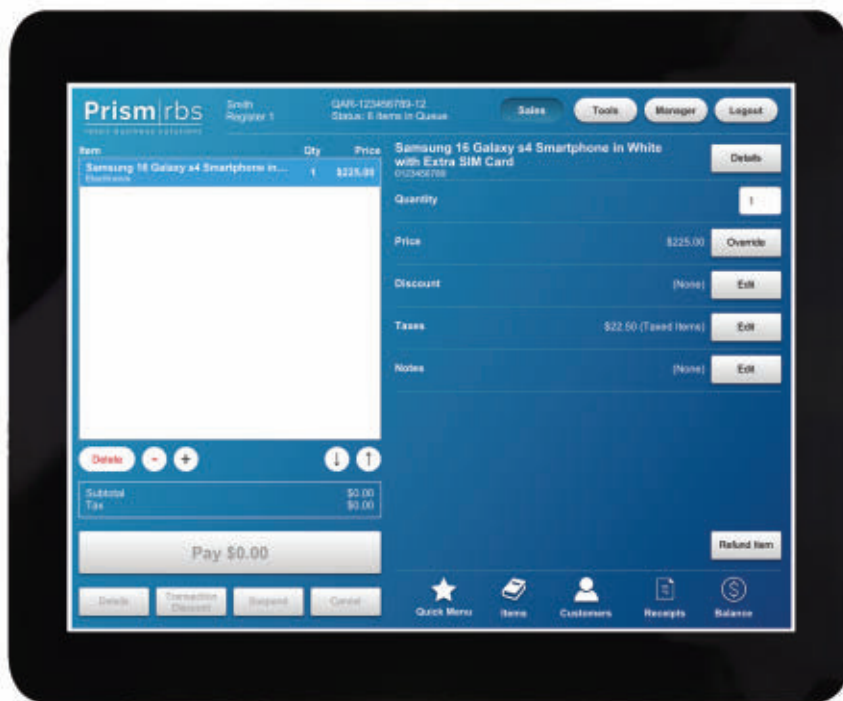 Prism|rbs
Smith
Register 1
QAR-123456789-12
Status: 6 Items in Queue
Sales
Tools
Manager
Logout
Item
Qty
Price
Samsung 16 Galaxy s4 Smartphone in...
Electronics
1
$225.00
Samsung 16 Galaxy s4 Smartphone in White
with Extra SIM Card
0123456789
Details
Quantity
1
Price
$225.00
Override
Discount
(None)
Edit
Taxes
$22.50 (Taxed Items)
Edit
Notes
(None)
Edit
Delete
-
+
↓
↑
Subtotal
$0.00
Tax
$0.00
Pay $0.00
Refund Item
Details
Transaction
Discount
Suspend
Cancel
Quick Menu
Items
Customers
Receipts
Balance